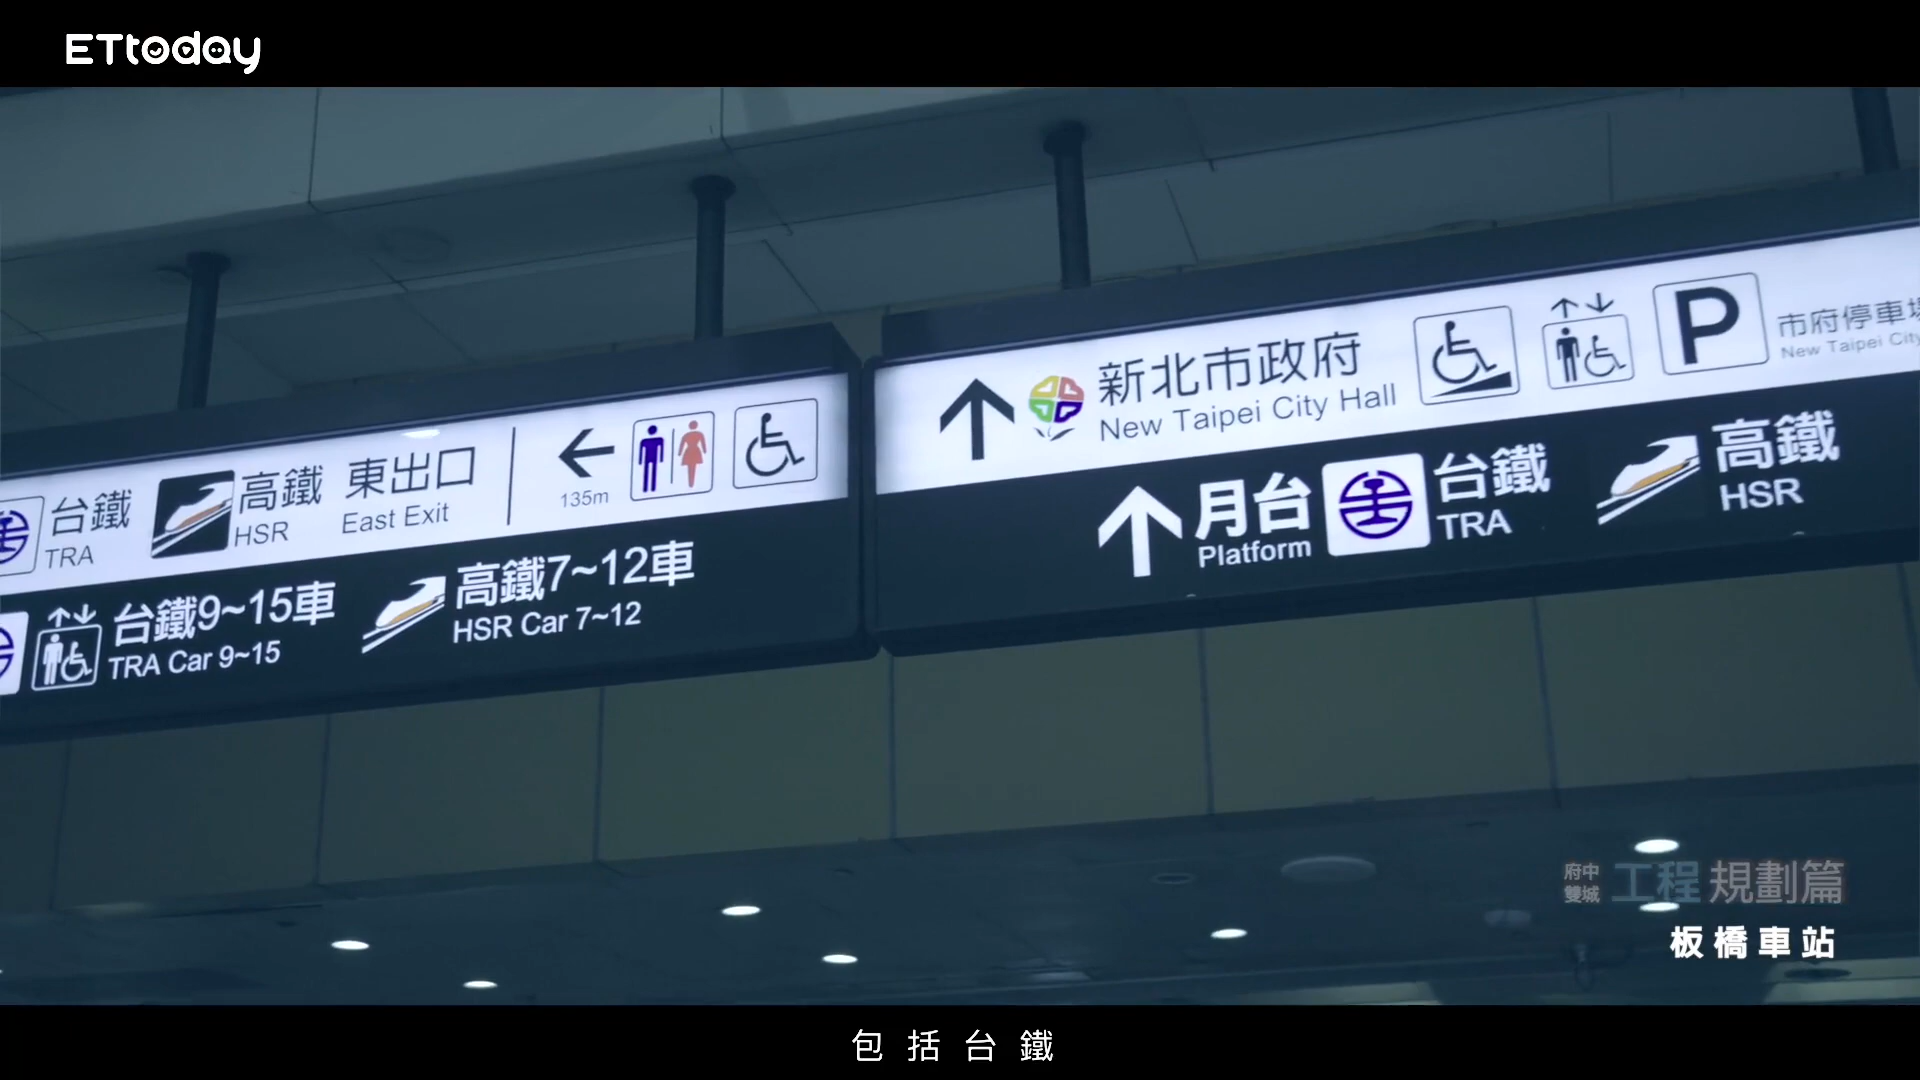 ETtoday
台鐵 高鐵 東出口
TRA HSR East Exit
135m
台鐵9~15車 高鐵7~12車
TRA Car 9~15 HSR Car 7~12
新北市政府 P 市府停車場
New Taipei City Hall New Taipei City
月台 台鐵 高鐵
Platform TRA HSR
府中
雙城
工程 規劃篇
板橋車站
包括台鐵